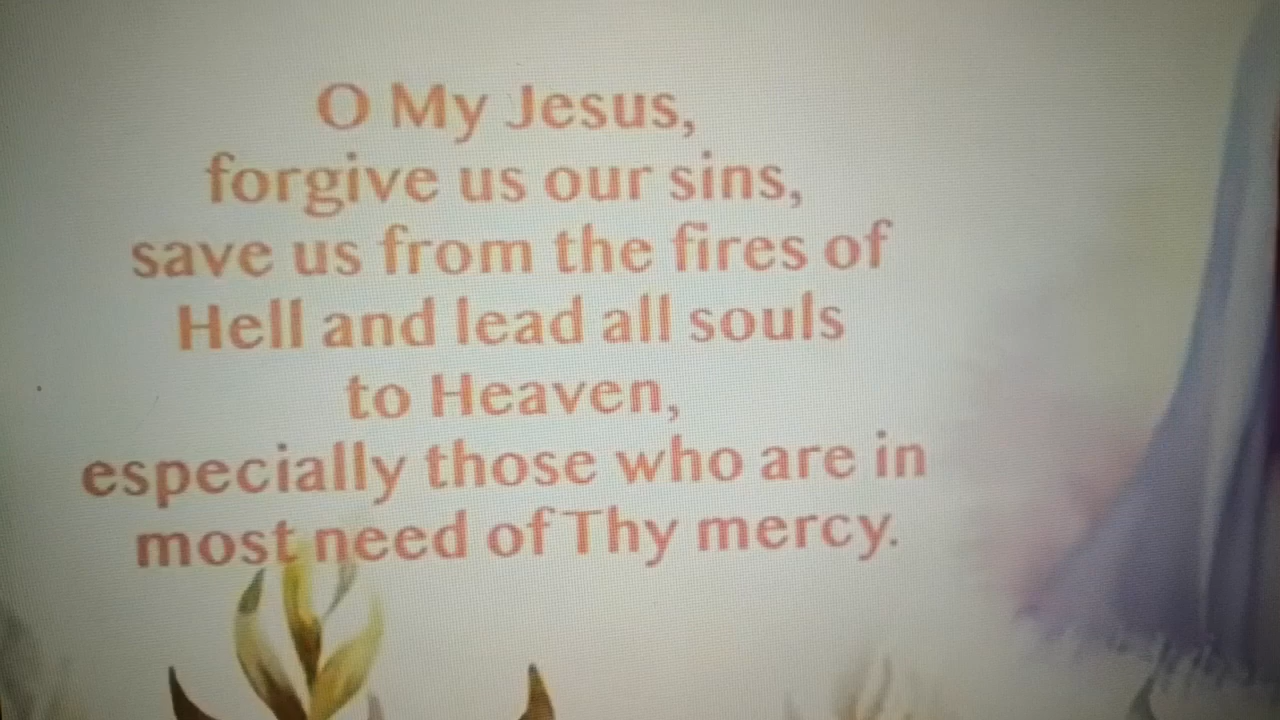 O My Jesus,
forgive us our sins,
save us from the fires of
Hell and lead all souls
to Heaven,
especially those who are in
most need of Thy mercy.